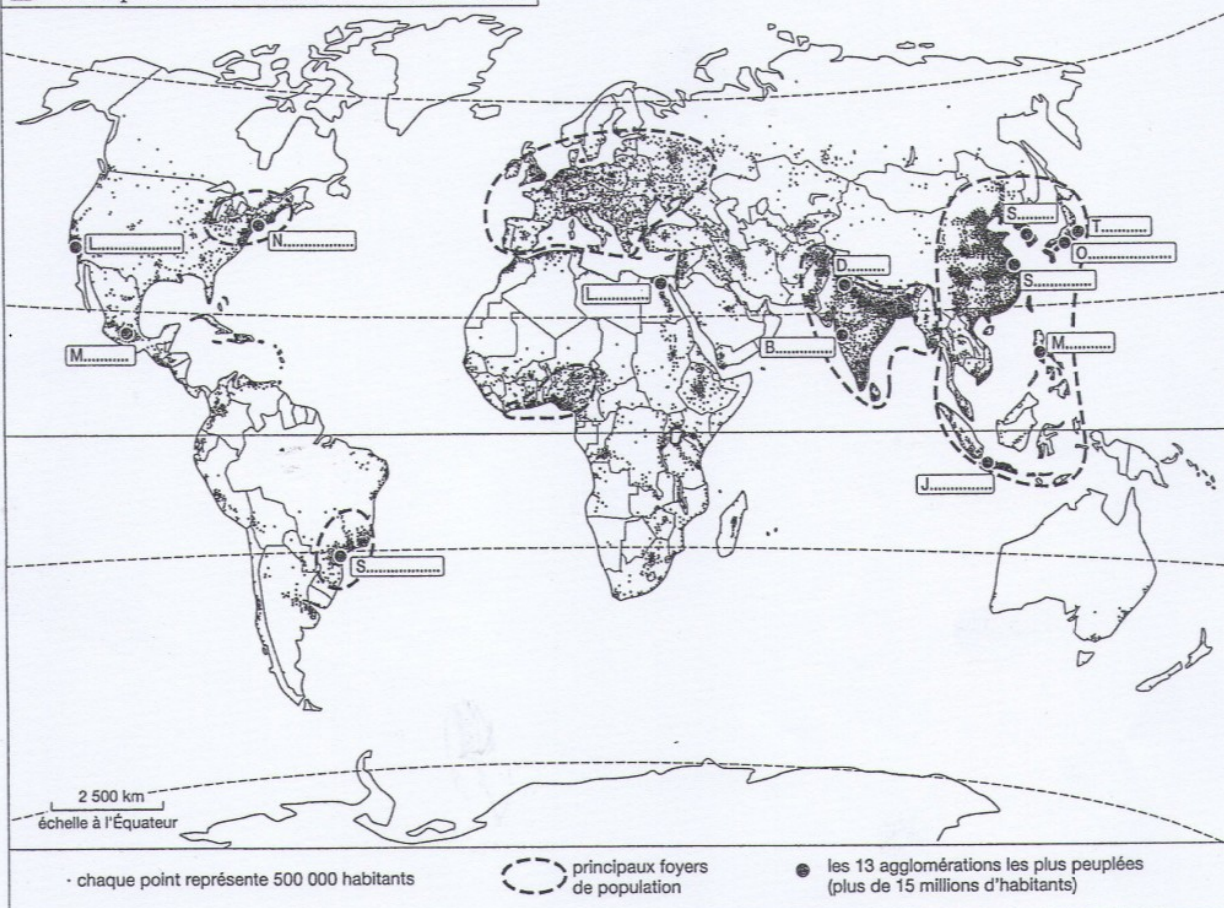 S.........
T...........
L...................
N..............
O.................
D........
L..........
S..............
M...........
B............
M..........
J.............
S...............
2 500 km
échelle à l'Équateur
· chaque point représente 500 000 habitants
principaux foyers
de population
les 13 agglomérations les plus peuplées
(plus de 15 millions d'habitants)